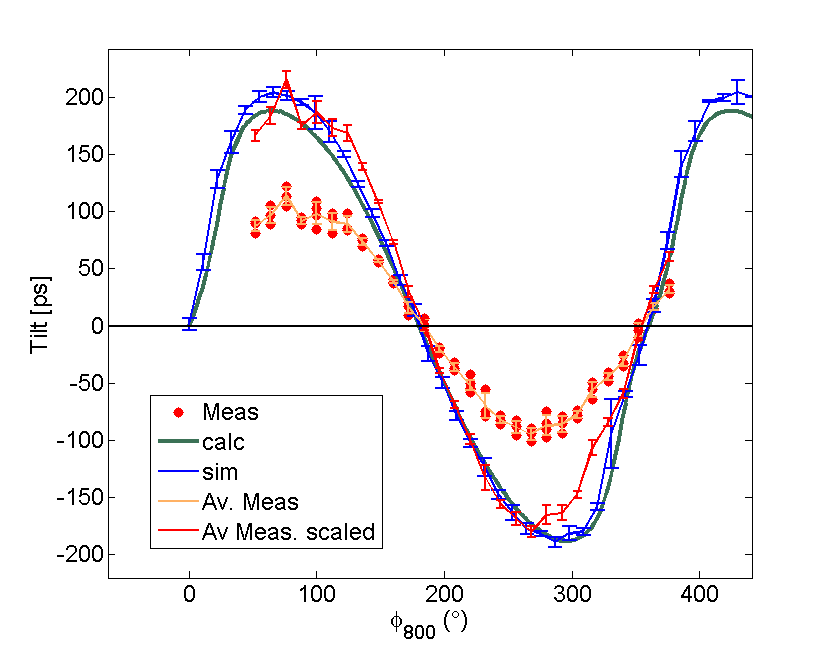 200
150
100
50
0
-50
-100
-150
-200
Tilt [ps]
Meas
calc
sim
Av. Meas
Av Meas. scaled
0 100 200 300 400
ϕ800 (°)